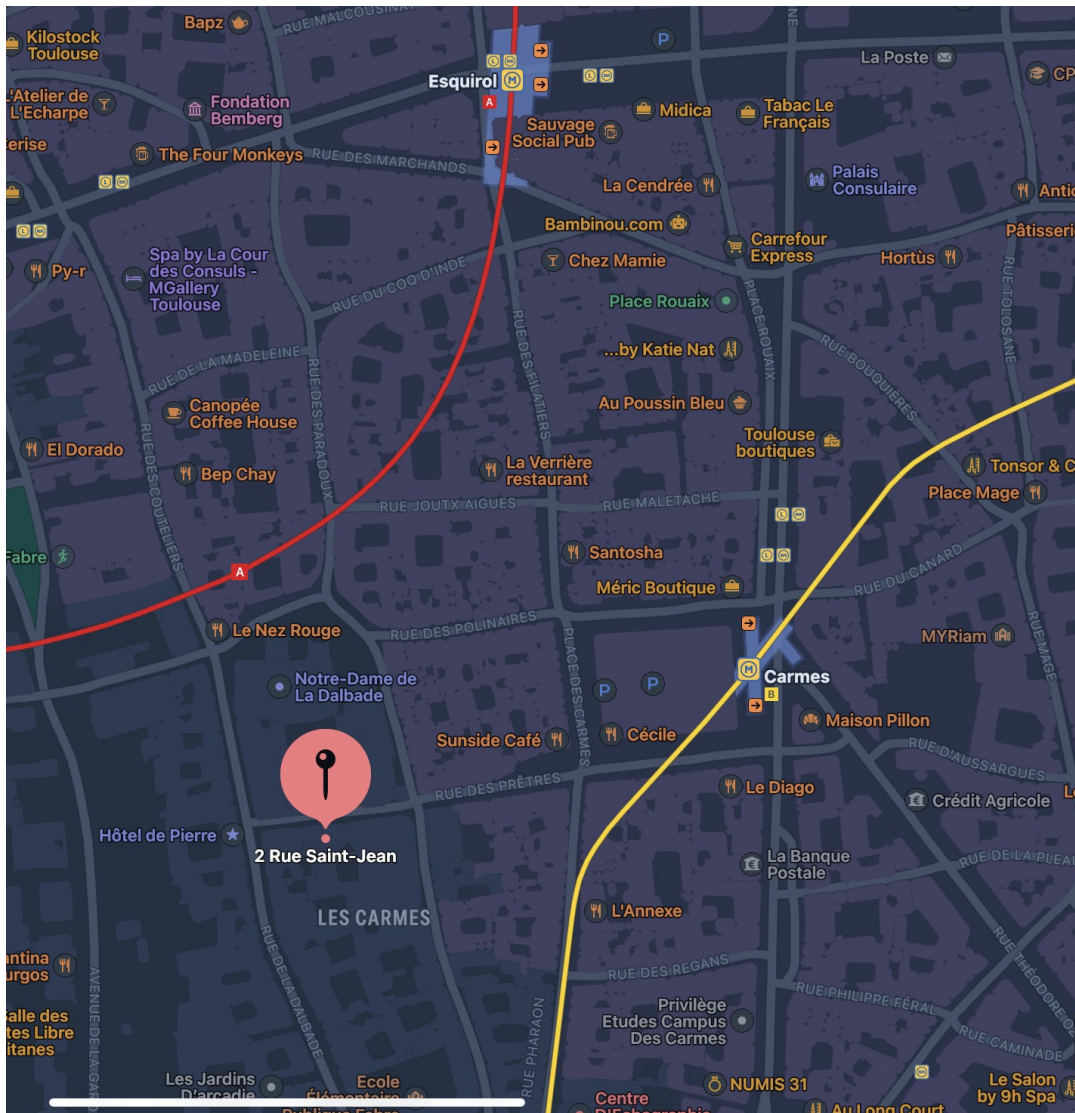 RUE MALCOUSINAT
Bapz
Kilostock
Toulouse
P
La Poste
Esquirol
M
A
CP
L'Atelier de
L'Echarpe
Fondation
Bemberg
Midica
Tabac Le
Français
Sauvage
Social Pub
The Four Monkeys
RUE DES MARCHANDS
La Cendrée
Palais
Consulaire
Bambinou.com
Carrefour
Express
Chez Mamie
Hortùs
Py-r
Spa by La Cour
des Consuls -
MGallery
Toulouse
RUE DU COQ D'INDE
Place Rouaix
PLACE ROUAIX
RUE TOLOSANE
RUE DES FILATIERS
...by Katie Nat
RUE BOUQUIÈRES
RUE DE LA MADELEINE
RUE DES PARADOUX
Canopée
Coffee House
Au Poussin Bleu
RUE DES COUTELIERS
Toulouse
boutiques
El Dorado
Bep Chay
La Verrière
restaurant
Tonsor & C
Place Mage
RUE JOUTX AIGUES
RUE MALETACHE
Fabre
Santosha
A
Méric Boutique
RUE DU CANARD
Le Nez Rouge
RUE DES POLINAIRES
PLACE DES CARMES
MYRiam
RUE MAGE
Notre-Dame de
La Dalbade
P
P
M
Carmes
B
Maison Pillon
Sunside Café
Cécile
RUE D'AUSSARGUES
RUE DES PRÊTRES
Le Diago
Crédit Agricole
Hôtel de Pierre
2 Rue Saint-Jean
La Banque
Postale
LES CARMES
L'Annexe
RUE DE LA DALBADE
RUE DES REGANS
RUE PHILIPPE FÉRAL
RUE CAMINADE
Privilège
Etudes Campus
Des Carmes
RUE PHARAON
Les Jardins
D'arcadie
Ecole
NUMIS 31
Le Salon
by 9h Spa
Centre
Au Long Court